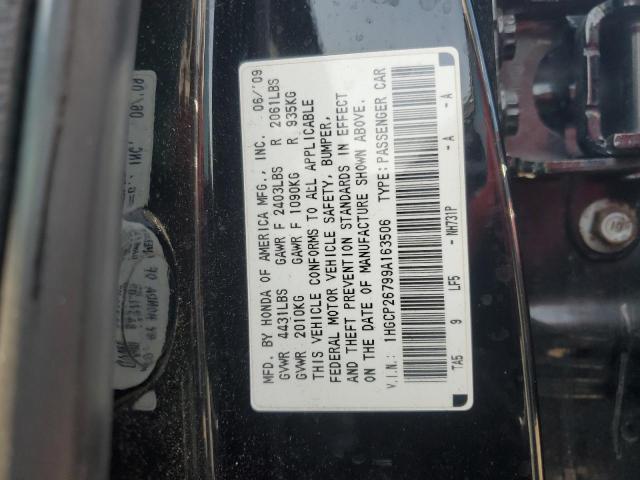 MFD. BY HONDA OF AMERICA MFG., INC. 06/'09
GVWR 4431LBS GAWR F 2403LBS R 2061LBS
GVWR 2010KG GAWR F 1090KG R 935KG
THIS VEHICLE CONFORMS TO ALL APPLICABLE
FEDERAL MOTOR VEHICLE SAFETY, BUMPER,
AND THEFT PREVENTION STANDARDS IN EFFECT
ON THE DATE OF MANUFACTURE SHOWN ABOVE.
V.I.N.: 1HGCP26799A163506 TYPE: PASSENGER CAR
TA5 9 LF5 - NH731P - A - A